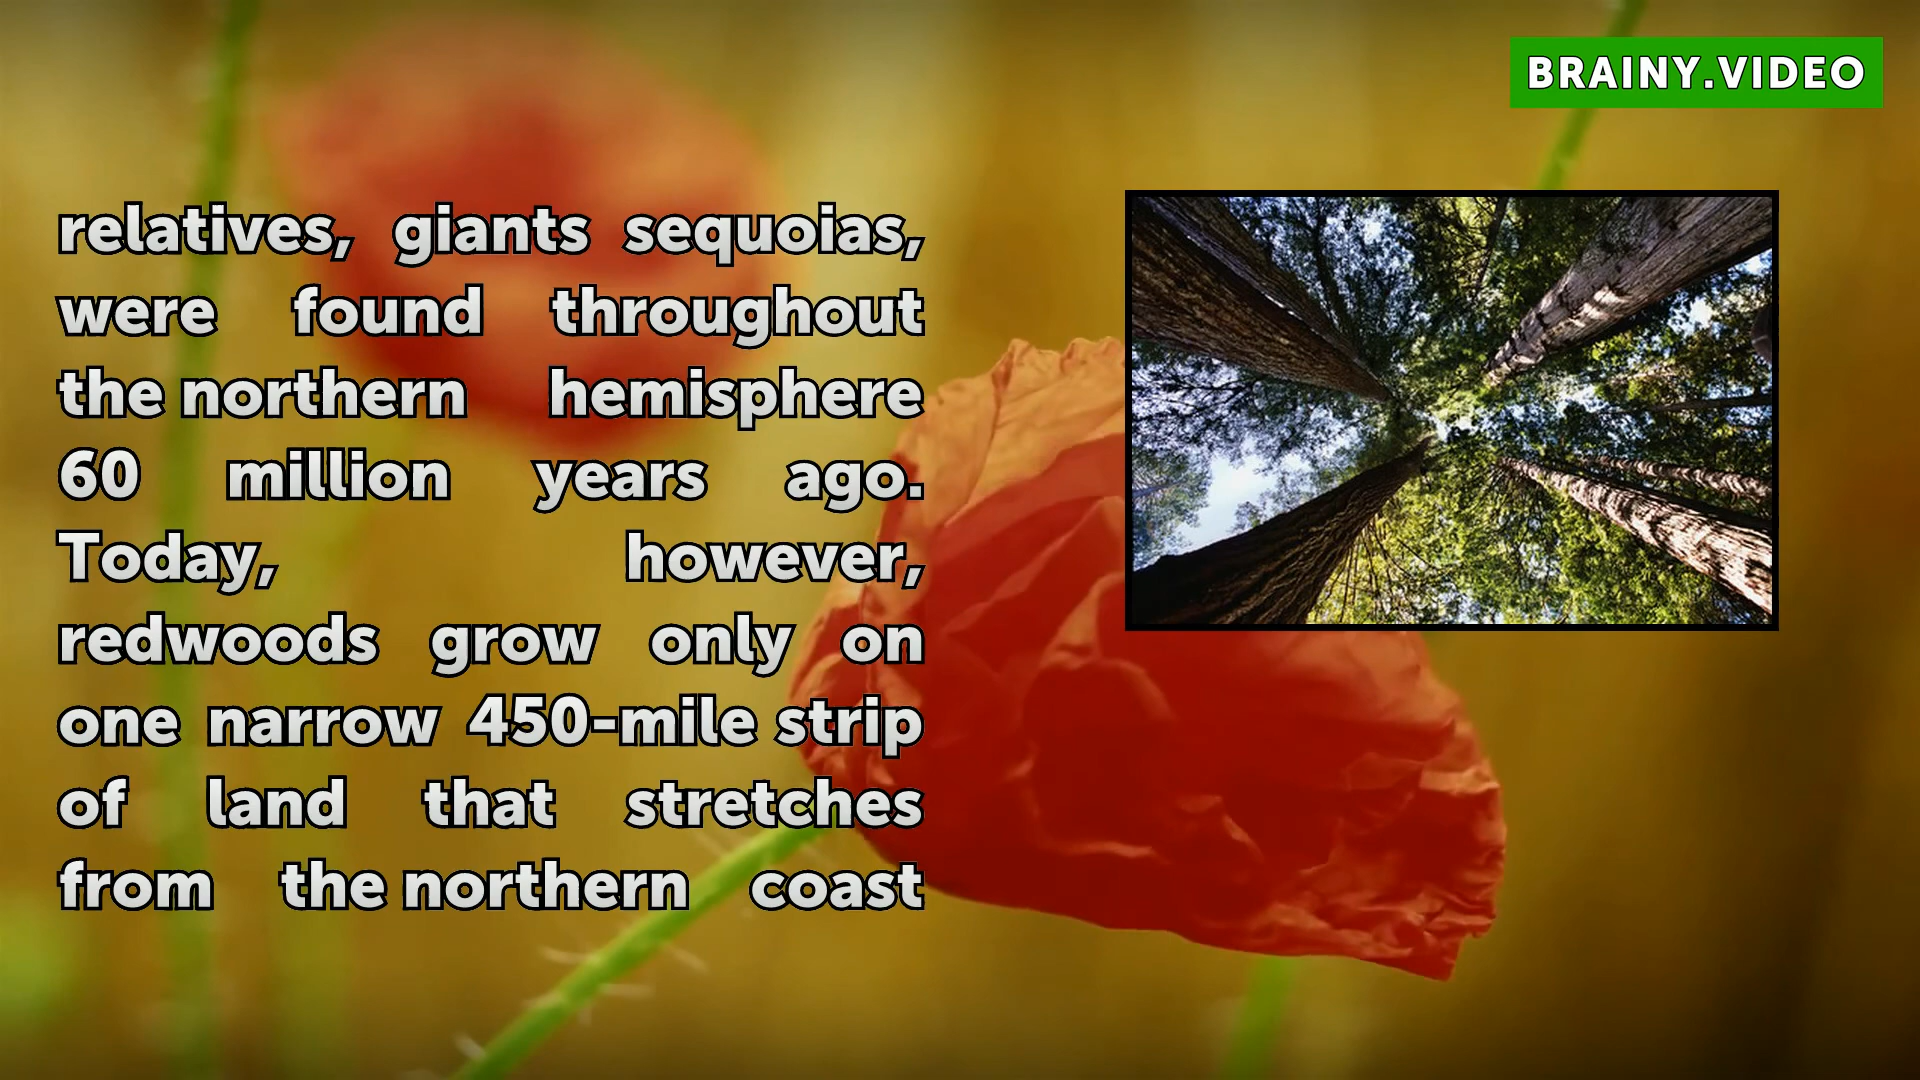 BRAINY.VIDEO
relatives, giants sequoias,
were found throughout
the northern hemisphere
60 million years ago.
Today, however,
redwoods grow only on
one narrow 450-mile strip
of land that stretches
from the northern coast